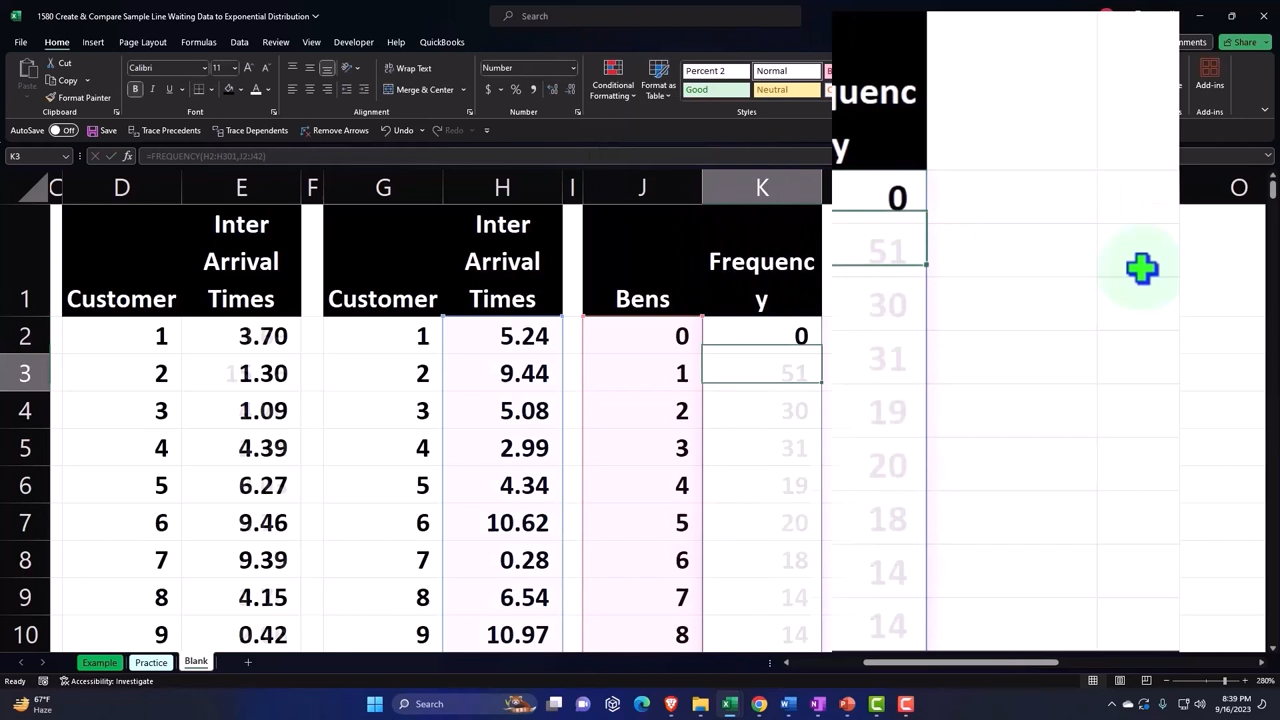 1580 Create & Compare Sample Line Waiting Data to Exponential Distribution
Search
File Home Insert Page Layout Formulas Data Review View Developer Help QuickBooks
Share
Cut
Copy
Format Painter
Clipboard
Calibri 11
Font
Wrap Text
Merge & Center
Alignment
Number
Number
Conditional Formatting
Format as Table
Percent 2 Normal
Good Neutral
Styles
Add-ins
Add-ins
AutoSave Off Save Trace Precedents Trace Dependents Remove Arrows Undo Redo
K3 fx =FREQUENCY(H2:H301,J2:J42)
C D E F G H I J K O
1 Customer Inter Arrival Times Customer Inter Arrival Times Bens Frequency
2 1 3.70 1 5.24 0 0
3 2 1.30 2 9.44 1 51
4 3 1.09 3 5.08 2 30
5 4 4.39 4 2.99 3 31
6 5 6.27 5 4.34 4 19
7 6 9.46 6 10.62 5 20
8 7 9.39 7 0.28 6 18
9 8 4.15 8 6.54 7 14
10 9 0.42 9 10.97 8 14
quenc
y
0
51
30
31
19
20
18
14
14
Example Practice Blank
Ready Accessibility: Investigate 280%
67°F
Haze
Search
8:39 PM
9/16/2023